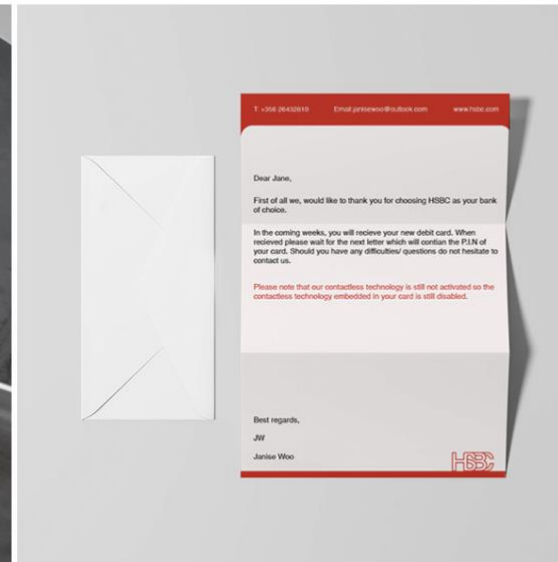 T: +356 26432610 Email:janisewoo@outlook.com www.hsbc.com
Dear Jane,
First of all we, would like to thank you for choosing HSBC as your bank
of choice.
In the coming weeks, you will recieve your new debit card. When
recieved please wait for the next letter which will contian the P.I.N of
your card. Should you have any difficulties/ questions do not hesitate to
contact us.
Please note that our contactless technology is still not activated so the
contactless technology embedded in your card is still disabled.
Best regards,
JW
Janise Woo
HSBC